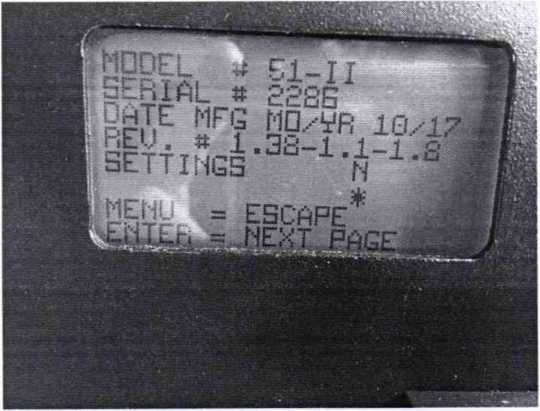 MODEL # 51-II
SERIAL # 2286
DATE MFG MO/YR 10/17
REV. # 1.38-1.1-1.8
SETTINGS N
*
MENU = ESCAPE
ENTER = NEXT PAGE